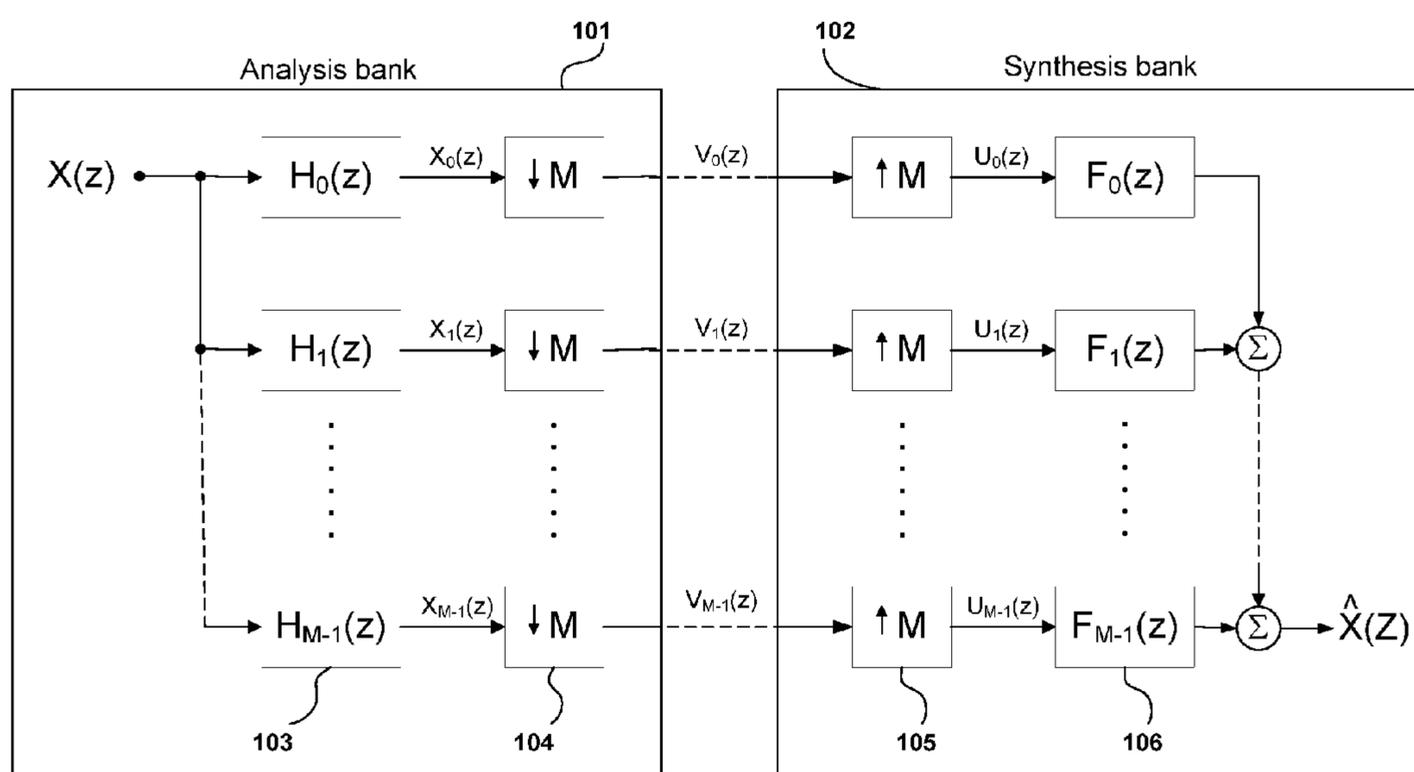 101
102
Analysis bank
Synthesis bank
X(z)
H0(z)
X0(z)
↓ M
V0(z)
↑ M
U0(z)
F0(z)
H1(z)
X1(z)
↓ M
V1(z)
↑ M
U1(z)
F1(z)
Σ
HM-1(z)
XM-1(z)
↓ M
VM-1(z)
↑ M
UM-1(z)
FM-1(z)
Σ
X̂(Z)
103
104
105
106